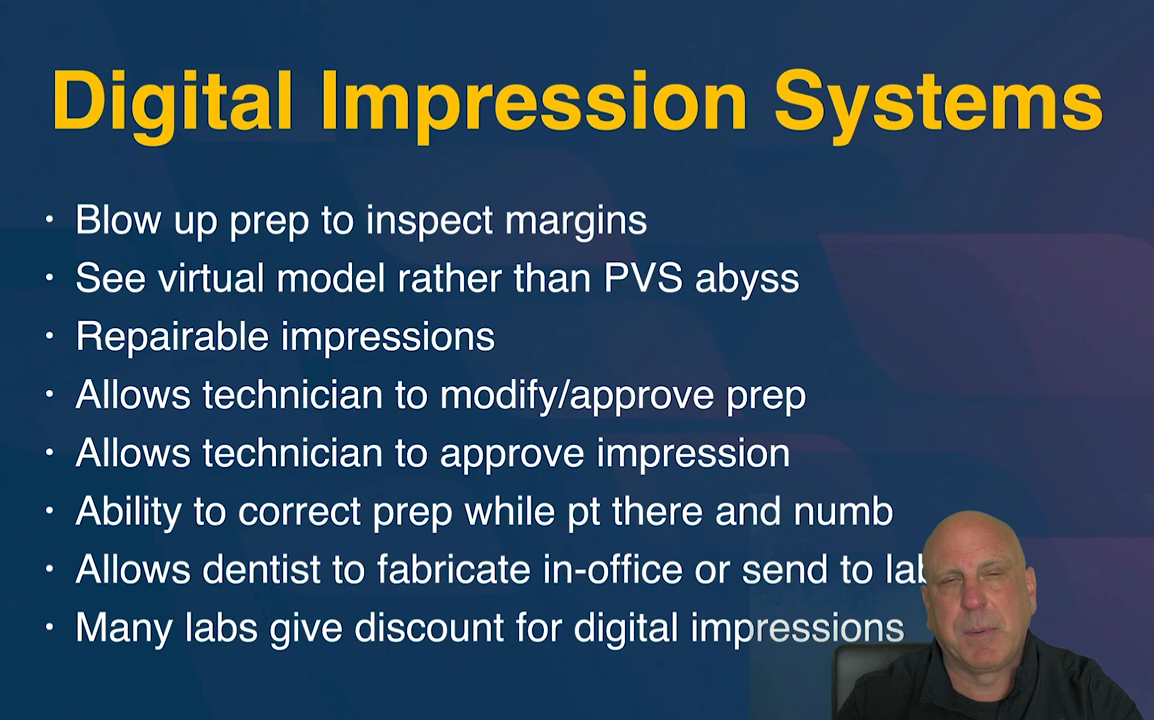 Digital Impression Systems
• Blow up prep to inspect margins
• See virtual model rather than PVS abyss
• Repairable impressions
• Allows technician to modify/approve prep
• Allows technician to approve impression
• Ability to correct prep while pt there and numb
• Allows dentist to fabricate in-office or send to lab
• Many labs give discount for digital impressions